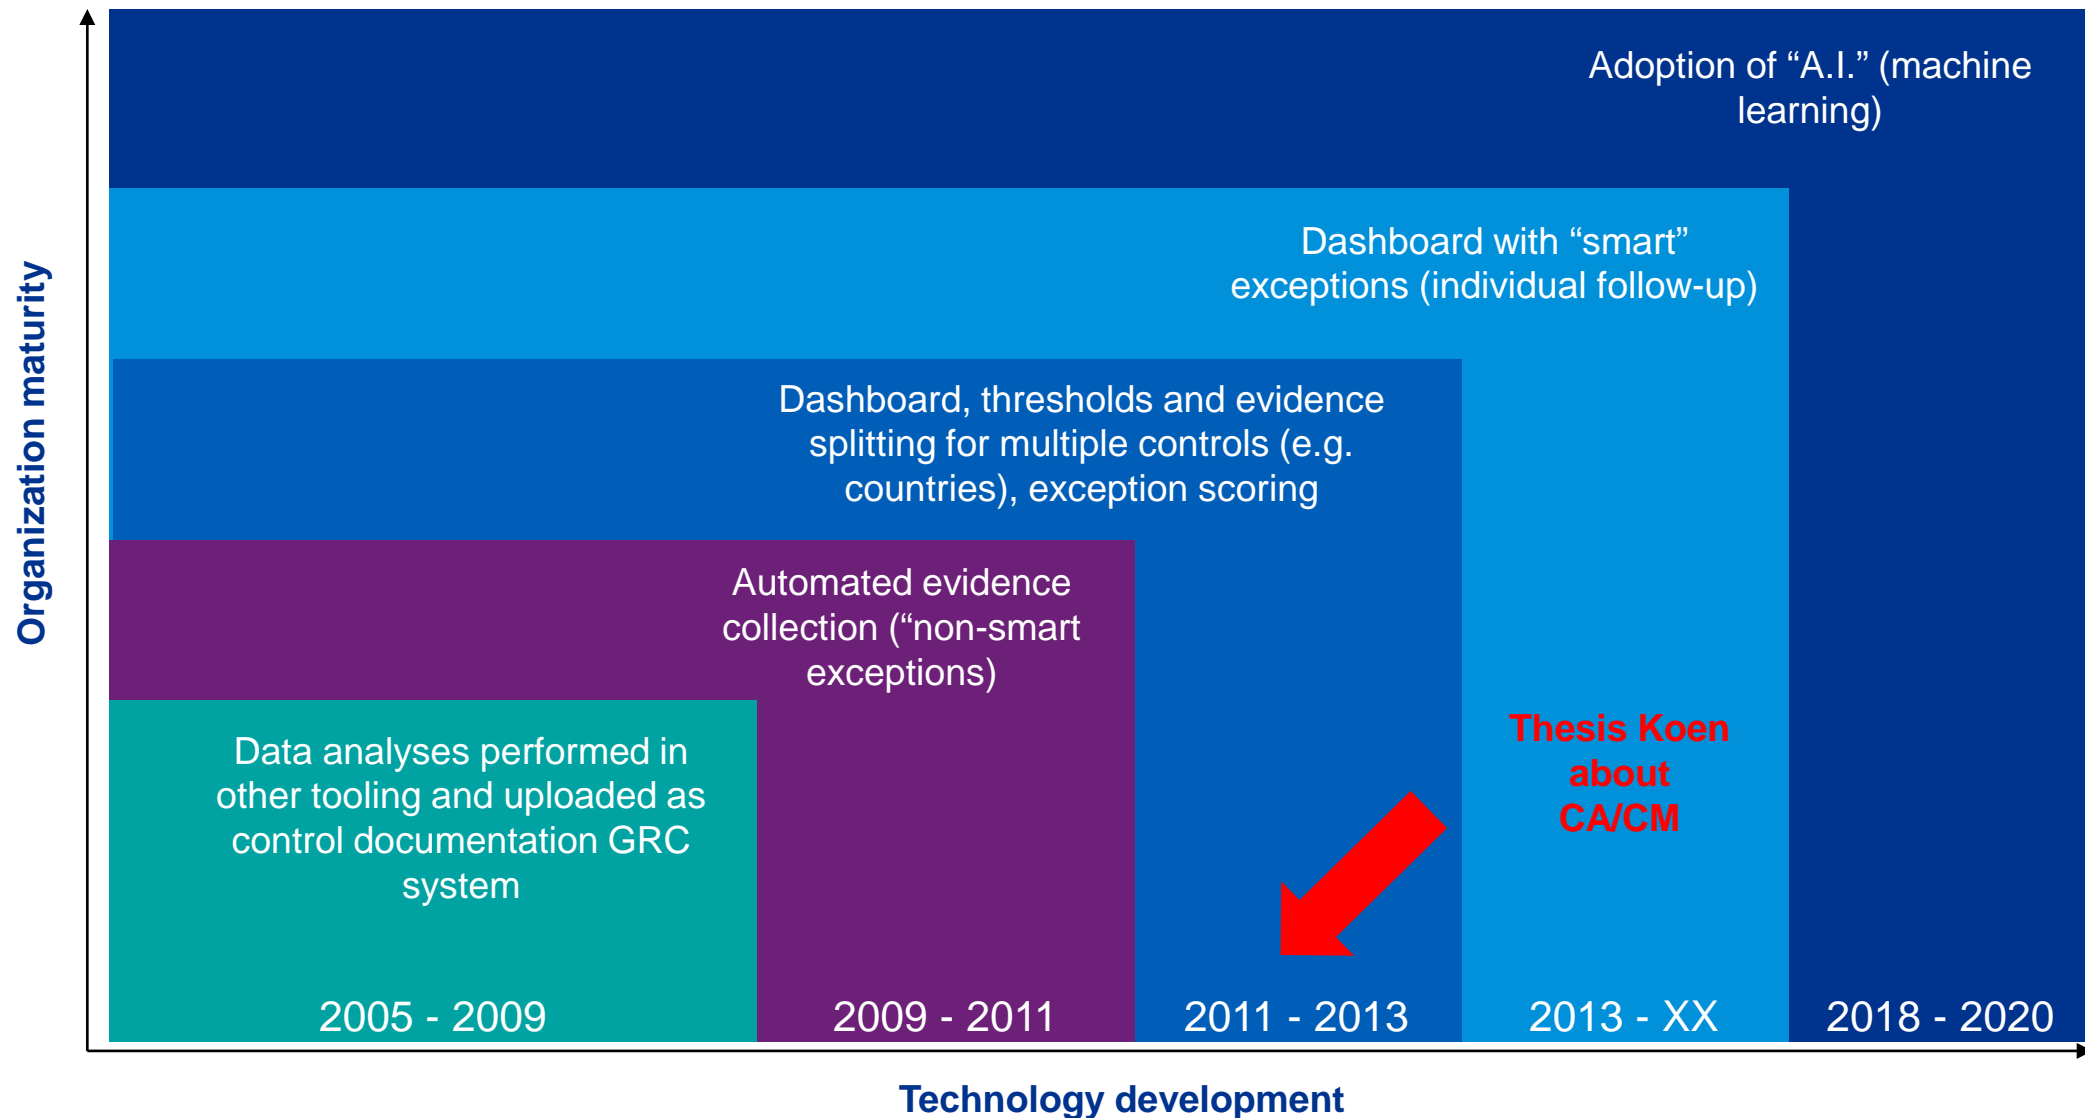 Adoption of “A.I.” (machine
learning)
Dashboard with “smart”
exceptions (individual follow-up)
Dashboard, thresholds and evidence
splitting for multiple controls (e.g.
countries), exception scoring
Automated evidence
collection (“non-smart
exceptions)
Data analyses performed in
other tooling and uploaded as
control documentation GRC
system
Thesis Koen
about
CA/CM
Organization maturity
2005 - 2009
2009 - 2011
2011 - 2013
2013 - XX
2018 - 2020
Technology development